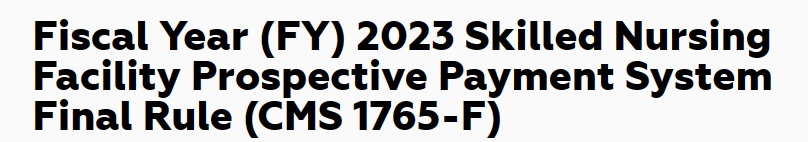 Fiscal Year (FY) 2023 Skilled Nursing
Facility Prospective Payment System
Final Rule (CMS 1765-F)